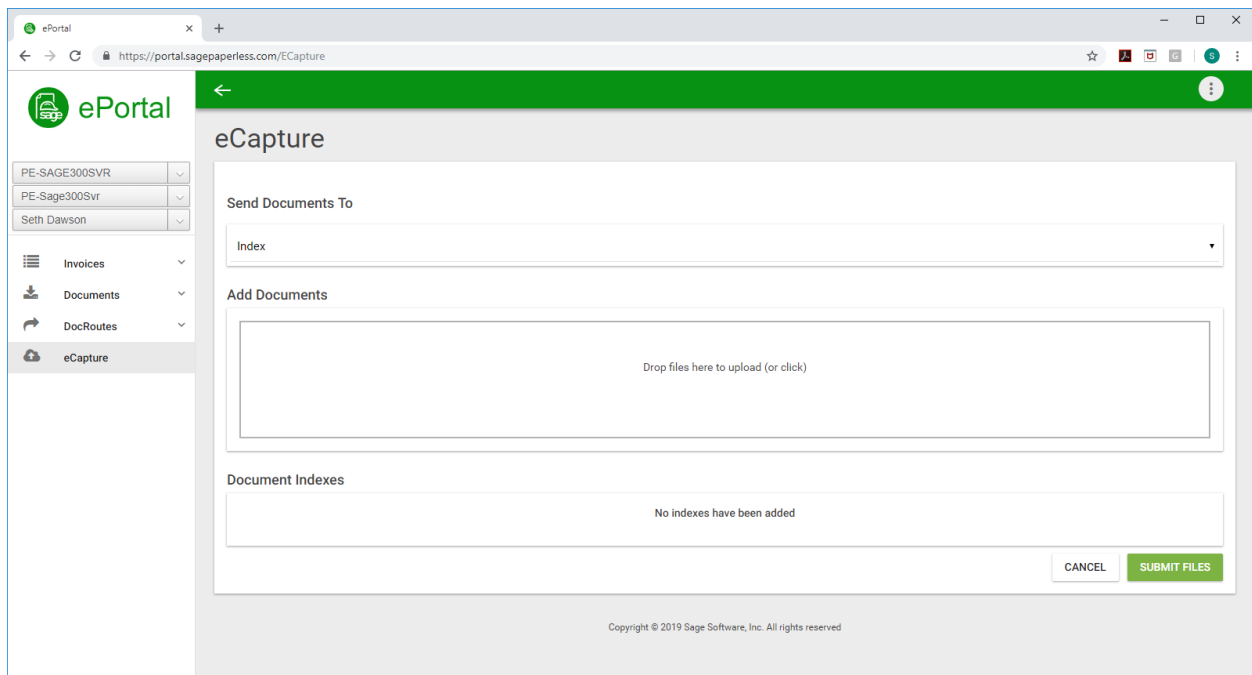 ePortal
https://portal.sagepaperless.com/ECapture
G
S
sage
ePortal
PE-SAGE300SVR
PE-Sage300Svr
Seth Dawson
Invoices
Documents
DocRoutes
eCapture
eCapture
Send Documents To
Index
Add Documents
Drop files here to upload (or click)
Document Indexes
No indexes have been added
CANCEL
SUBMIT FILES
Copyright © 2019 Sage Software, Inc. All rights reserved